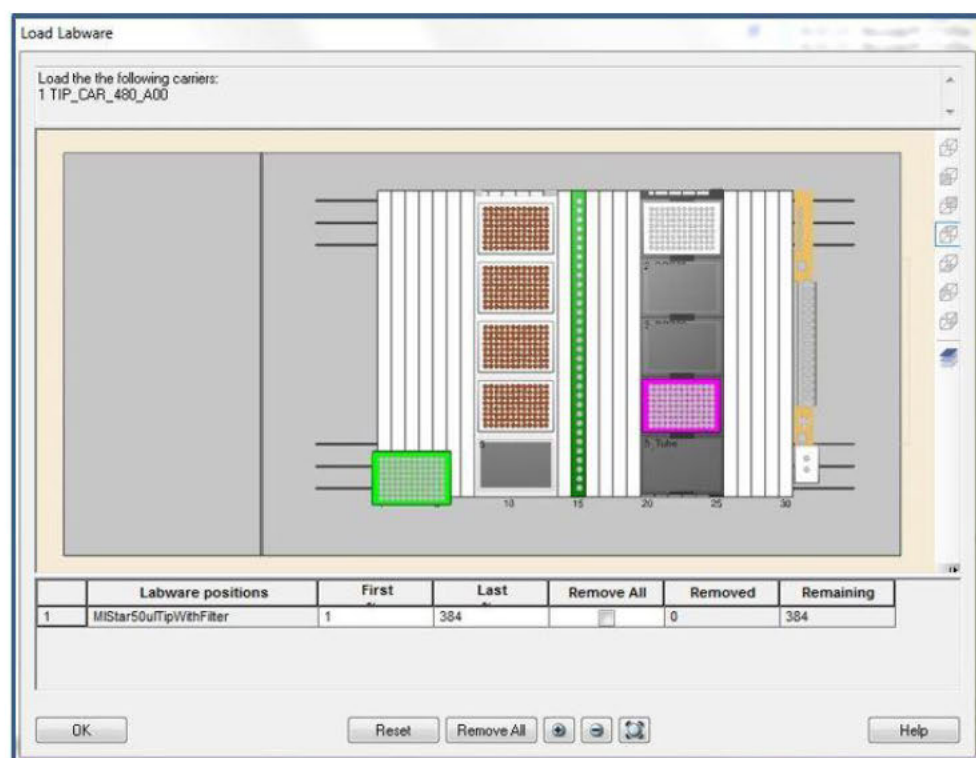 Load Labware
Load the the following carriers:
1 TIP_CAR_480_A00
5_Tube
10 15 20 25 30
Labware positions First Last Remove All Removed Remaining
1 MlStar50ulTipWithFilter 1 384 0 384
OK Reset Remove All Help